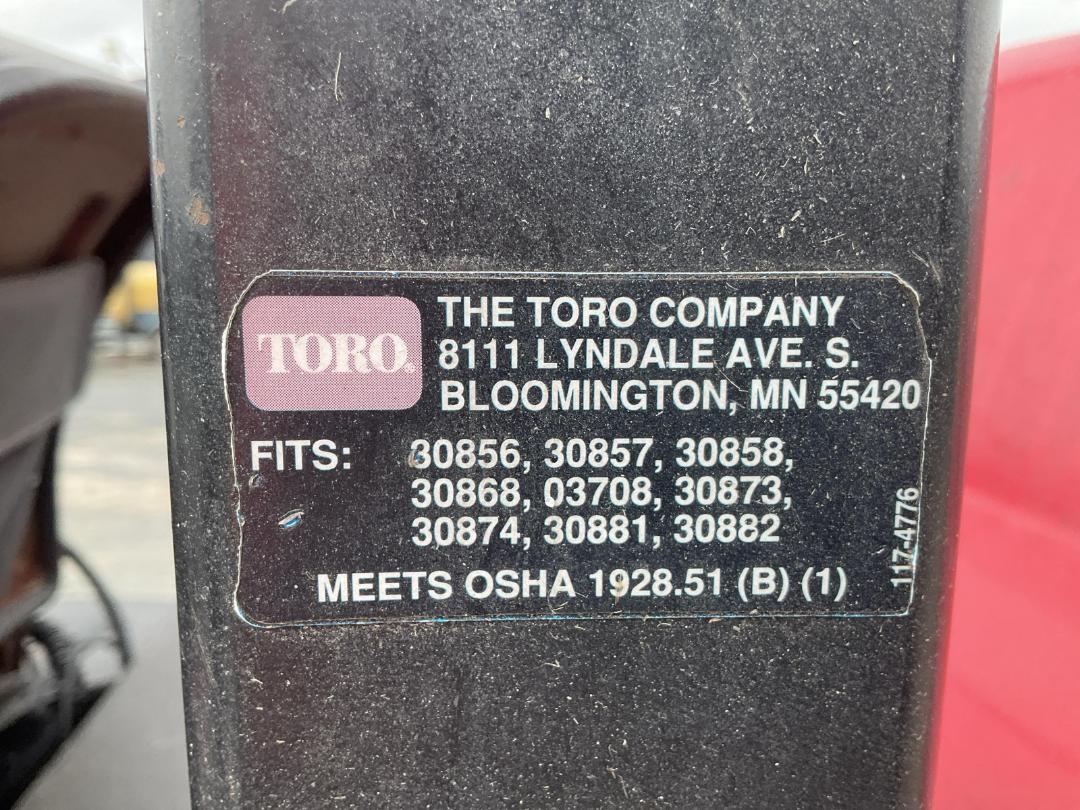 TORO®
THE TORO COMPANY
8111 LYNDALE AVE. S.
BLOOMINGTON, MN 55420
FITS: 30856, 30857, 30858,
30868, 03708, 30873,
30874, 30881, 30882
MEETS OSHA 1928.51 (B) (1)
117-4776